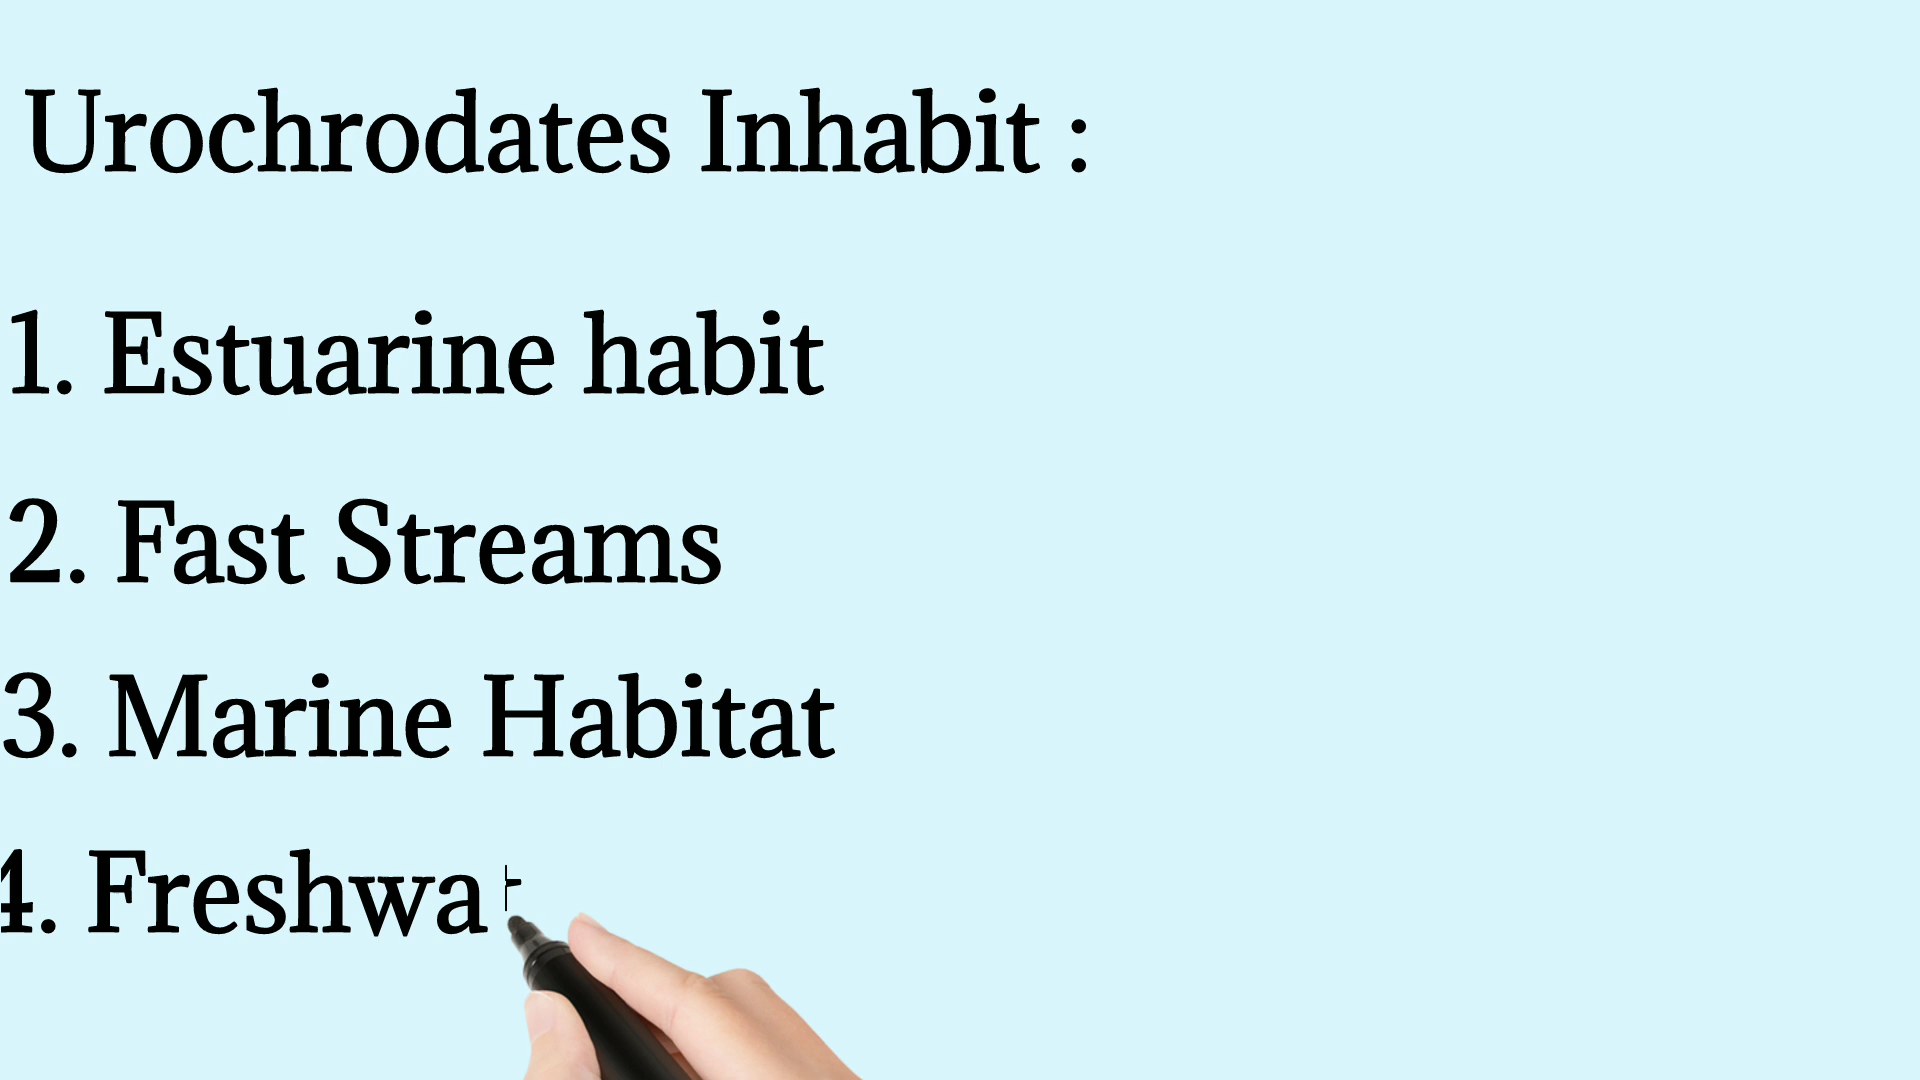 Urochrodates Inhabit :
1. Estuarine habit
2. Fast Streams
3. Marine Habitat
4. Freshwa